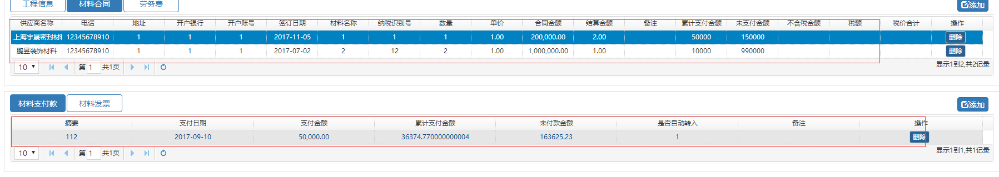 工程信息 材料合同 劳务费 添加
供应商名称 电话 地址 开户银行 开户账号 签订日期 材料名称 纳税识别号 数量 单价 合同金额 结算金额 备注 累计支付金额 未支付金额 不含税金额 税额 税价合计 操作
上海宇晟密封材料 12345678910 1 1 1 2017-11-05 1 1 1 1.00 200,000.00 2.00 50000 150000 删除
鹏昱装饰材料 12345678910 1 1 1 2017-07-02 2 12 2 1.00 1,000,000.00 1.00 10000 990000 删除
10 第 1 共1页 显示1到2,共2记录
材料支付款 材料发票 添加
摘要 支付日期 支付金额 累计支付金额 未付款金额 是否自动转入 备注 操作
112 2017-09-10 50,000.00 36374.770000000004 163625.23 1 删除
10 第 1 共1页 显示1到1,共1记录